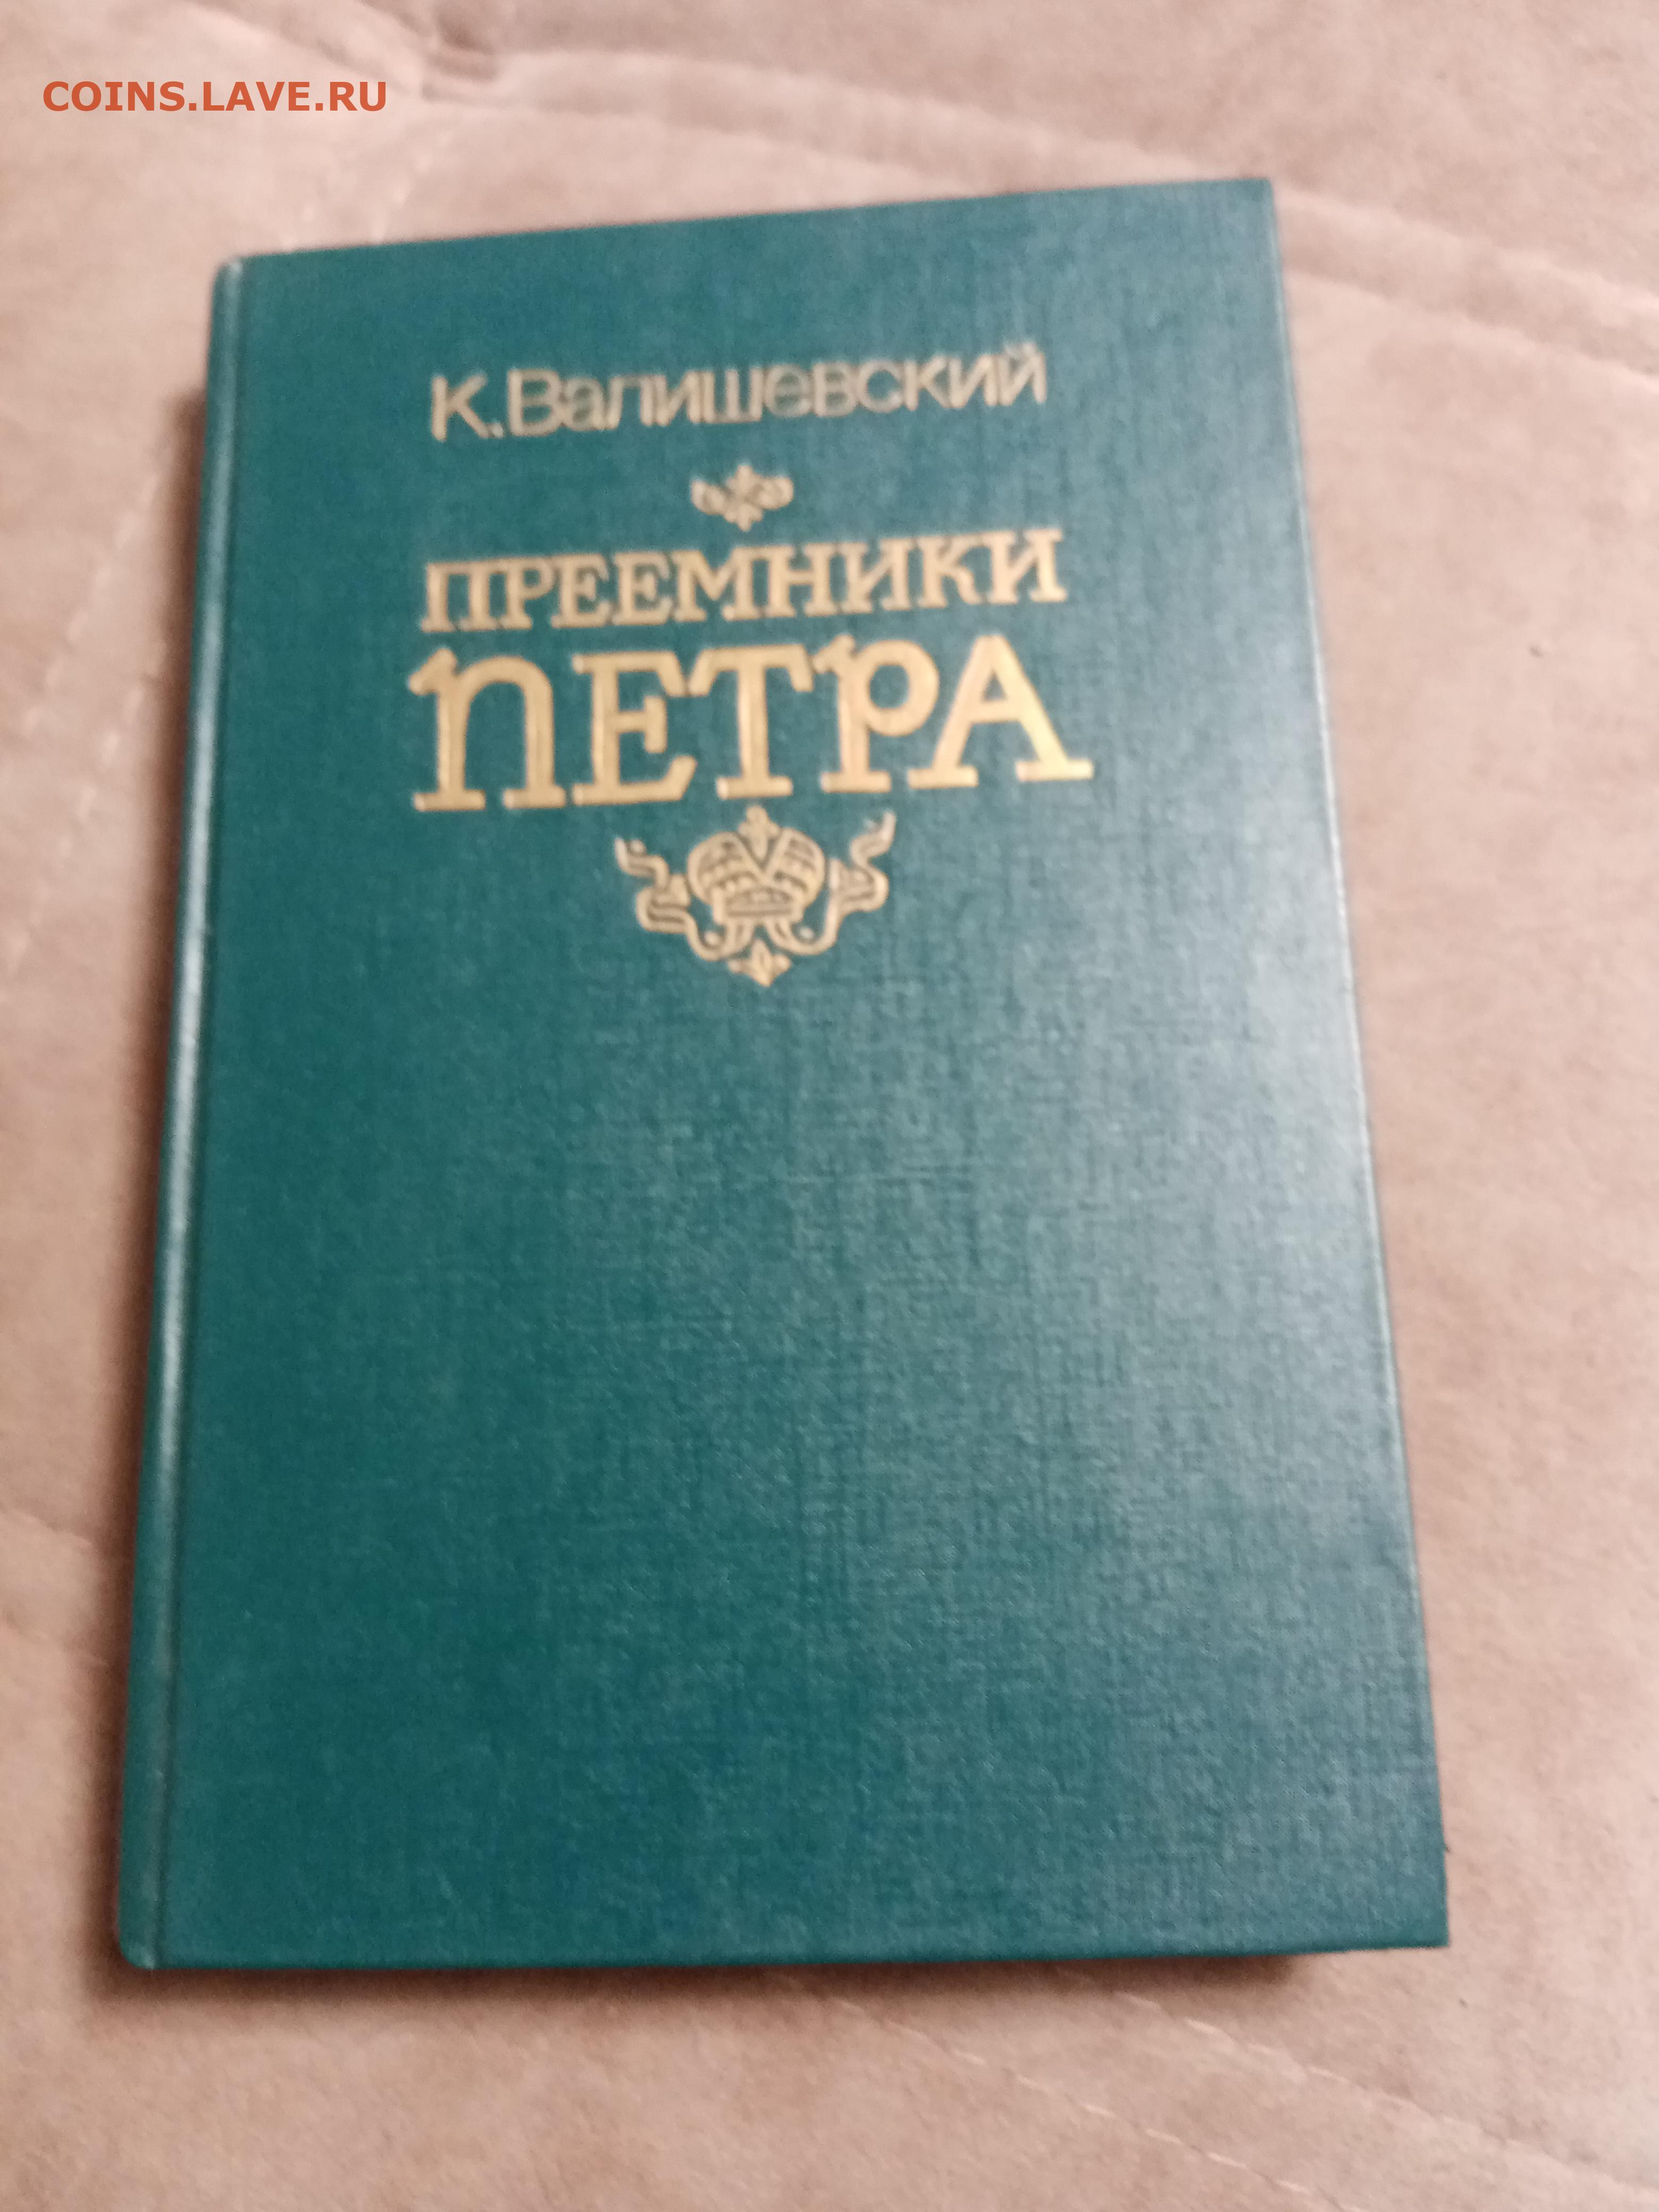 COINS.LAVE.RU
К.Валишевский
ПРЕЕМНИКИ
ПЕТРА